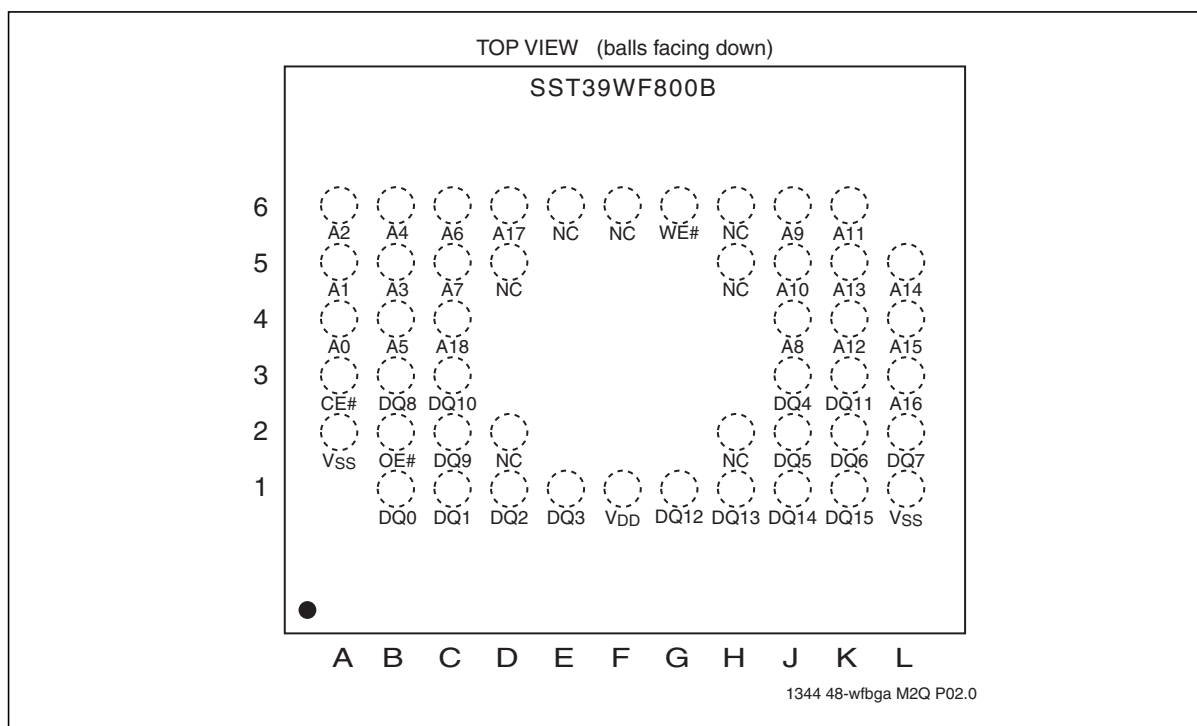 TOP VIEW (balls facing down)
SST39WF800B
6
A2 A4 A6 A17 NC NC WE# NC A9 A11
5
A1 A3 A7 NC NC A10 A13 A14
4
A0 A5 A18 A8 A12 A15
3
CE# DQ8 DQ10 DQ4 DQ11 A16
2
VSS OE# DQ9 NC NC DQ5 DQ6 DQ7
1
DQ0 DQ1 DQ2 DQ3 VDD DQ12 DQ13 DQ14 DQ15 VSS
A B C D E F G H J K L
1344 48-wfbga M2Q P02.0